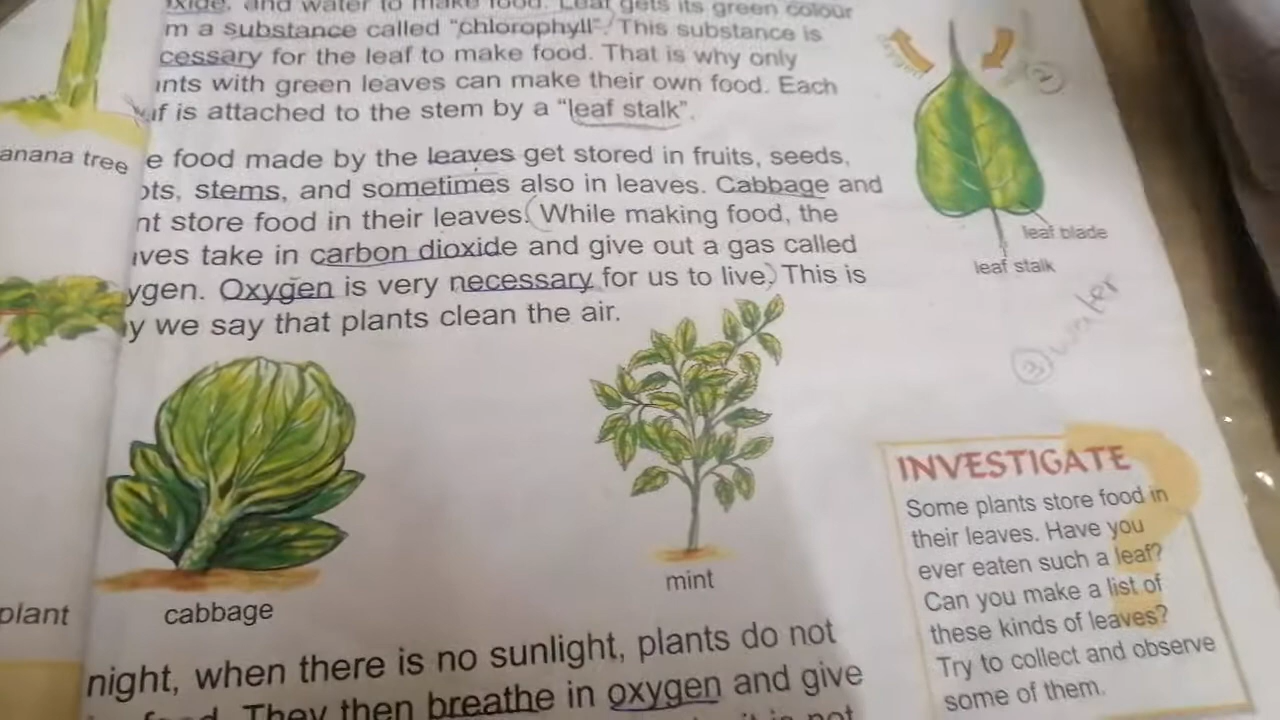 and water to make food. Leaf gets its green colour
m a substance called "chlorophyll". This substance is
cessary for the leaf to make food. That is why only
ants with green leaves can make their own food. Each
af is attached to the stem by a "leaf stalk".
e food made by the leaves get stored in fruits, seeds,
ots, stems, and sometimes also in leaves. Cabbage and
nt store food in their leaves. While making food, the
aves take in carbon dioxide and give out a gas called
ygen. Oxygen is very necessary for us to live. This is
y we say that plants clean the air.
anana tree
leaf blade
leaf stalk
2
3 water
cabbage
mint
plant
INVESTIGATE
Some plants store food in
their leaves. Have you
ever eaten such a leaf?
Can you make a list of
these kinds of leaves?
Try to collect and observe
some of them.
night, when there is no sunlight, plants do not
food. They then breathe in oxygen and give
it is not